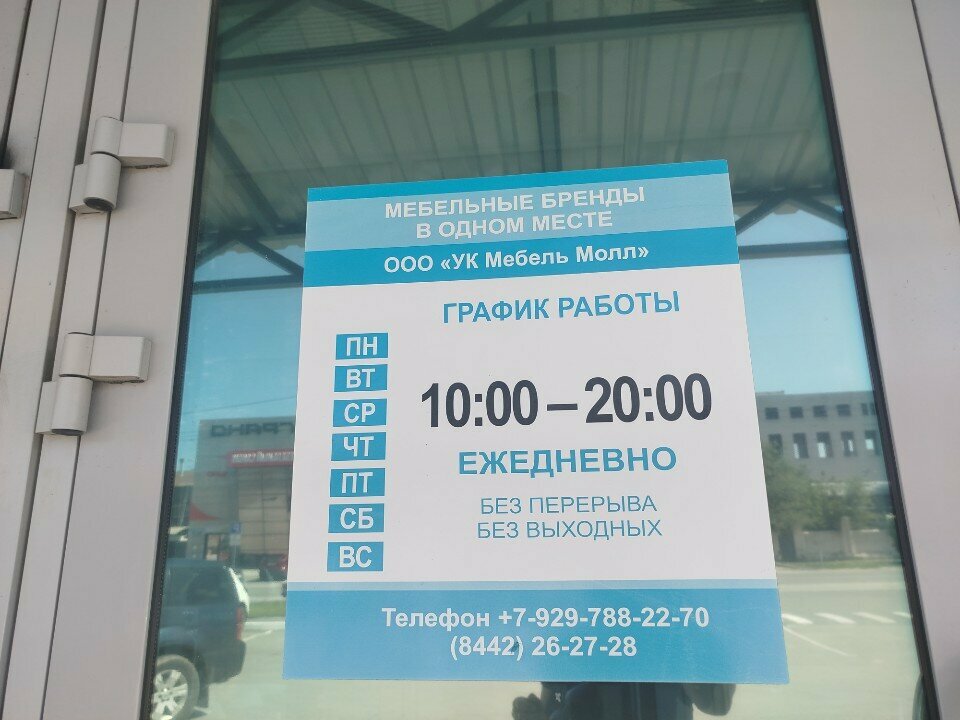 МЕБЕЛЬНЫЕ БРЕНДЫ
В ОДНОМ МЕСТЕ
ООО «УК Мебель Молл»
ГРАФИК РАБОТЫ
ПН
ВТ
СР
ЧТ
ПТ
СБ
ВС
10:00 – 20:00
ЕЖЕДНЕВНО
БЕЗ ПЕРЕРЫВА
БЕЗ ВЫХОДНЫХ
Телефон +7-929-788-22-70
(8442) 26-27-28